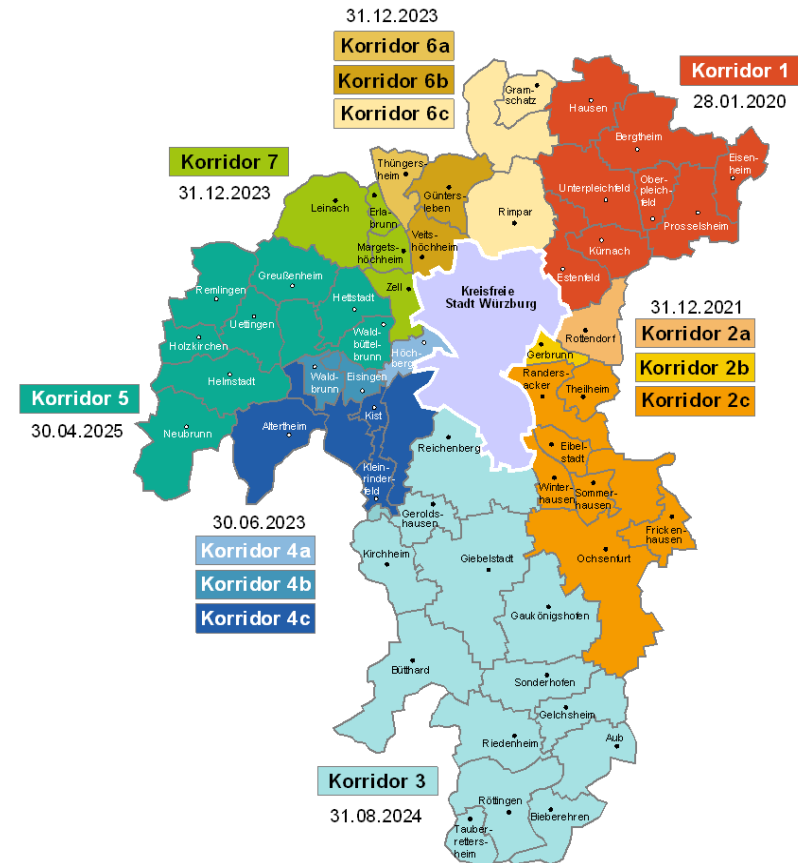 31.12.2023
Korridor 6a
Korridor 6b
Korridor 6c
Korridor 1
28.01.2020
Korridor 7
31.12.2023
Gram-
schatz
Hausen
Bergtheim
Eisen-
heim
Unterpleichfeld
Ober-
pleich-
feld
Prosselsheim
Kürnach
Estenfeld
Rimpar
Thüngers-
heim
Günters-
leben
Veits-
höchheim
Leinach
Erla-
brunn
Margets-
höchheim
Zell
Kreisfreie
Stadt Würzburg
31.12.2021
Korridor 2a
Korridor 2b
Korridor 2c
Rottendorf
Gerbrunn
Randers-
acker
Theilheim
Eibel-
stadt
Winter-
hausen
Sommer-
hausen
Fricken-
hausen
Ochsenfurt
Remlingen
Greußenheim
Hettstadt
Uettingen
Holzkirchen
Wald-
büttel-
brunn
Helmstadt
Neubrunn
Korridor 5
30.04.2025
Höch-
berg
Wald-
brunn
Eisingen
Kist
Altertheim
Klein-
rinder-
feld
30.06.2023
Korridor 4a
Korridor 4b
Korridor 4c
Reichenberg
Gerolds-
hausen
Kirchheim
Giebelstadt
Gaukönigshofen
Bütthard
Sonderhofen
Gelchsheim
Riedenheim
Aub
Röttingen
Bieberehren
Tauber-
retters-
heim
Korridor 3
31.08.2024